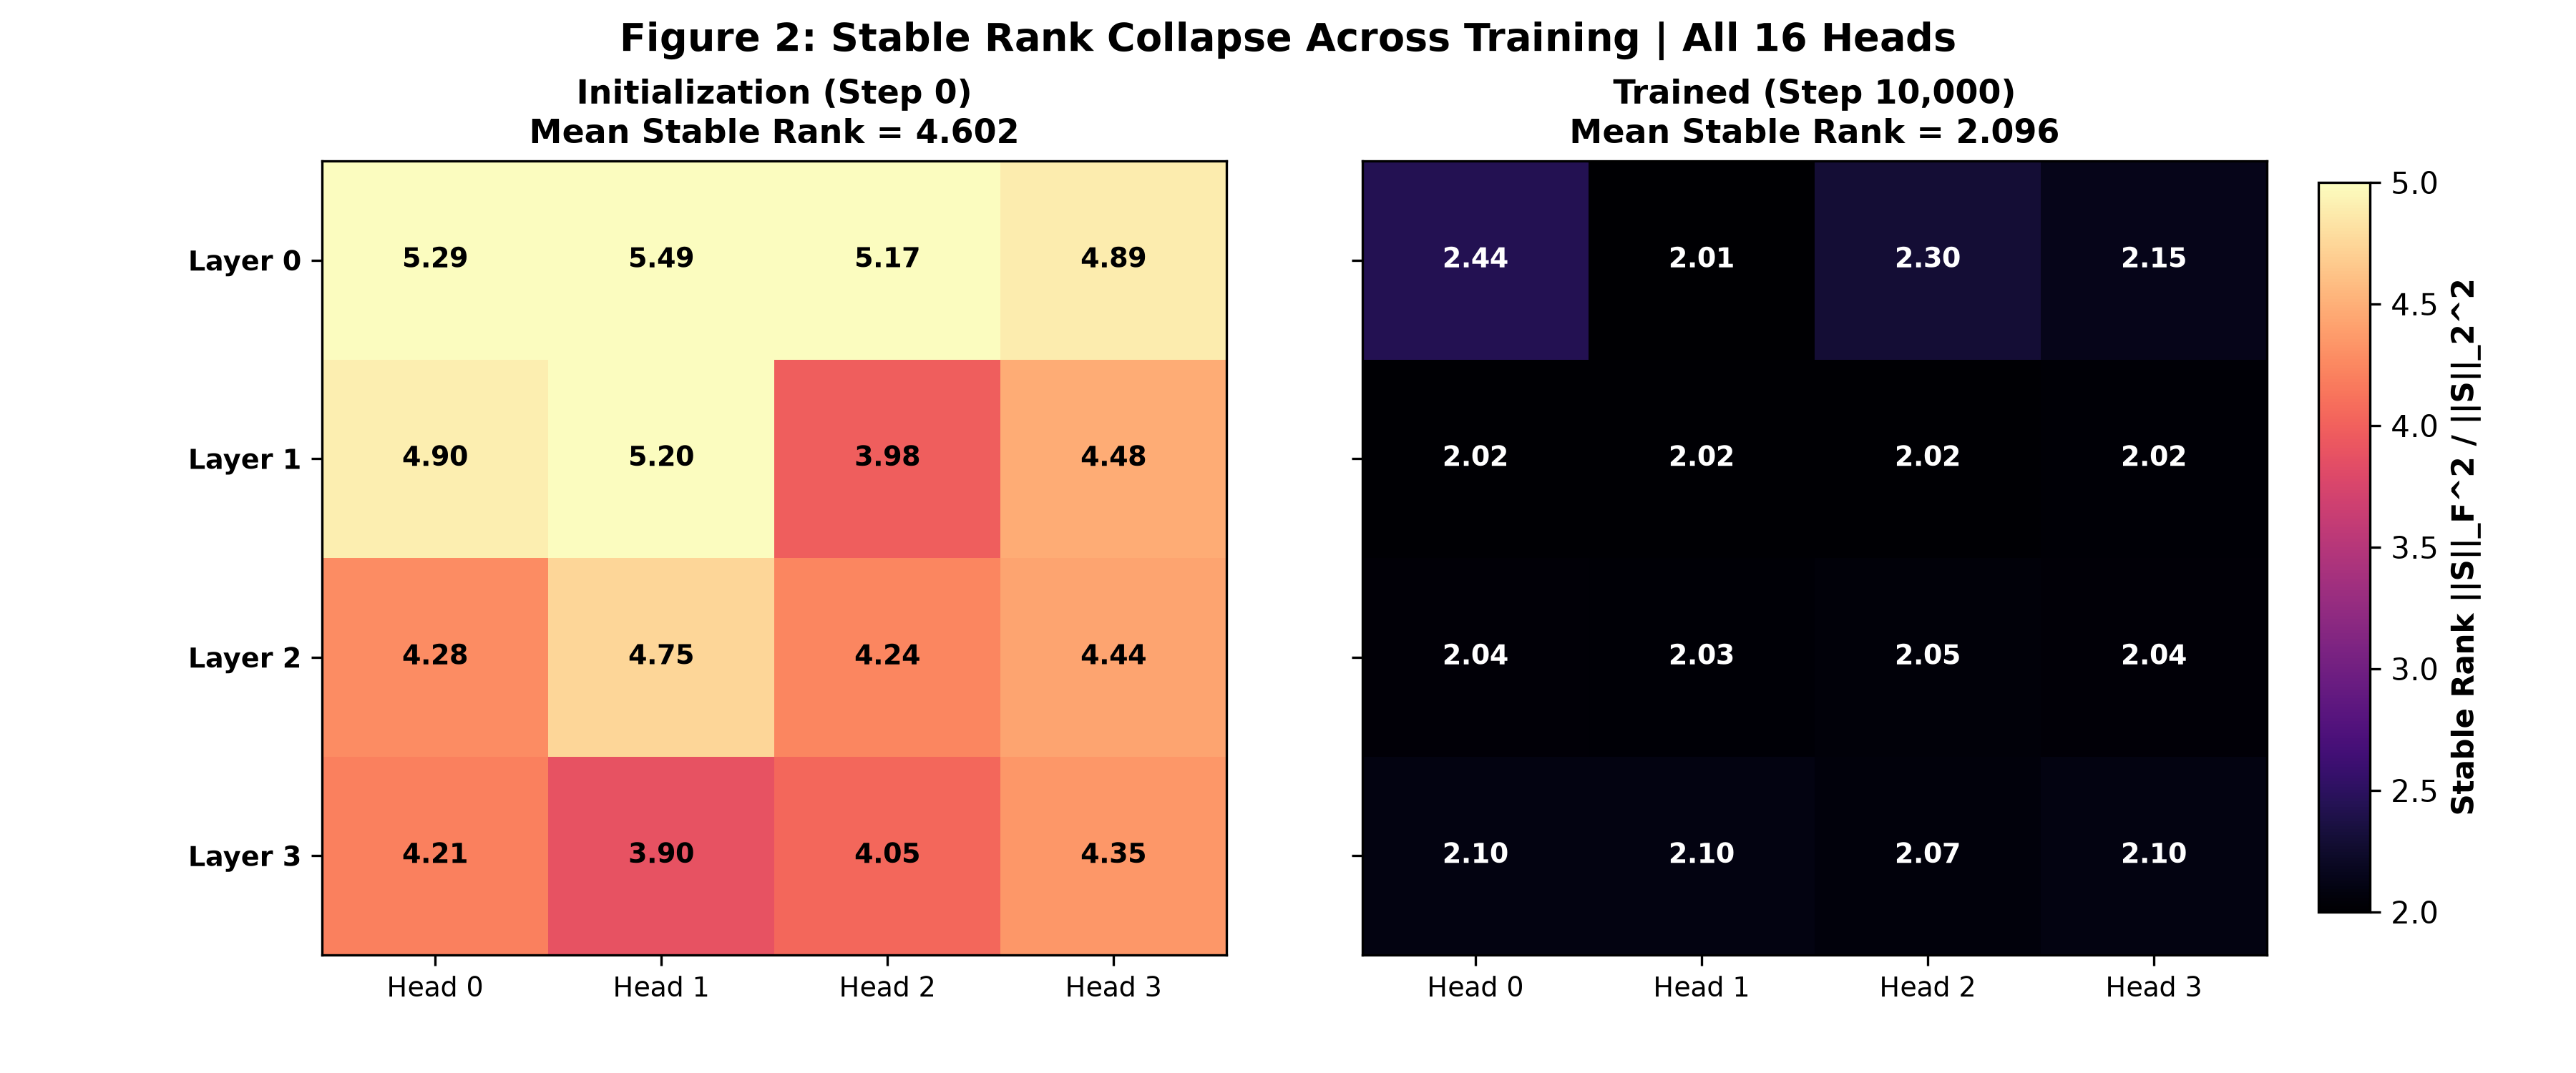 Figure 2: Stable Rank Collapse Across Training | All 16 Heads
Initialization (Step 0)
Mean Stable Rank = 4.602
Layer 0 5.29 5.49 5.17 4.89
Layer 1 4.90 5.20 3.98 4.48
Layer 2 4.28 4.75 4.24 4.44
Layer 3 4.21 3.90 4.05 4.35
Head 0 Head 1 Head 2 Head 3
Trained (Step 10,000)
Mean Stable Rank = 2.096
2.44 2.01 2.30 2.15
2.02 2.02 2.02 2.02
2.04 2.03 2.05 2.04
2.10 2.10 2.07 2.10
Head 0 Head 1 Head 2 Head 3
5.0
4.5
4.0
3.5
3.0
2.5
2.0
Stable Rank ||S||_F^2 / ||S||_2^2